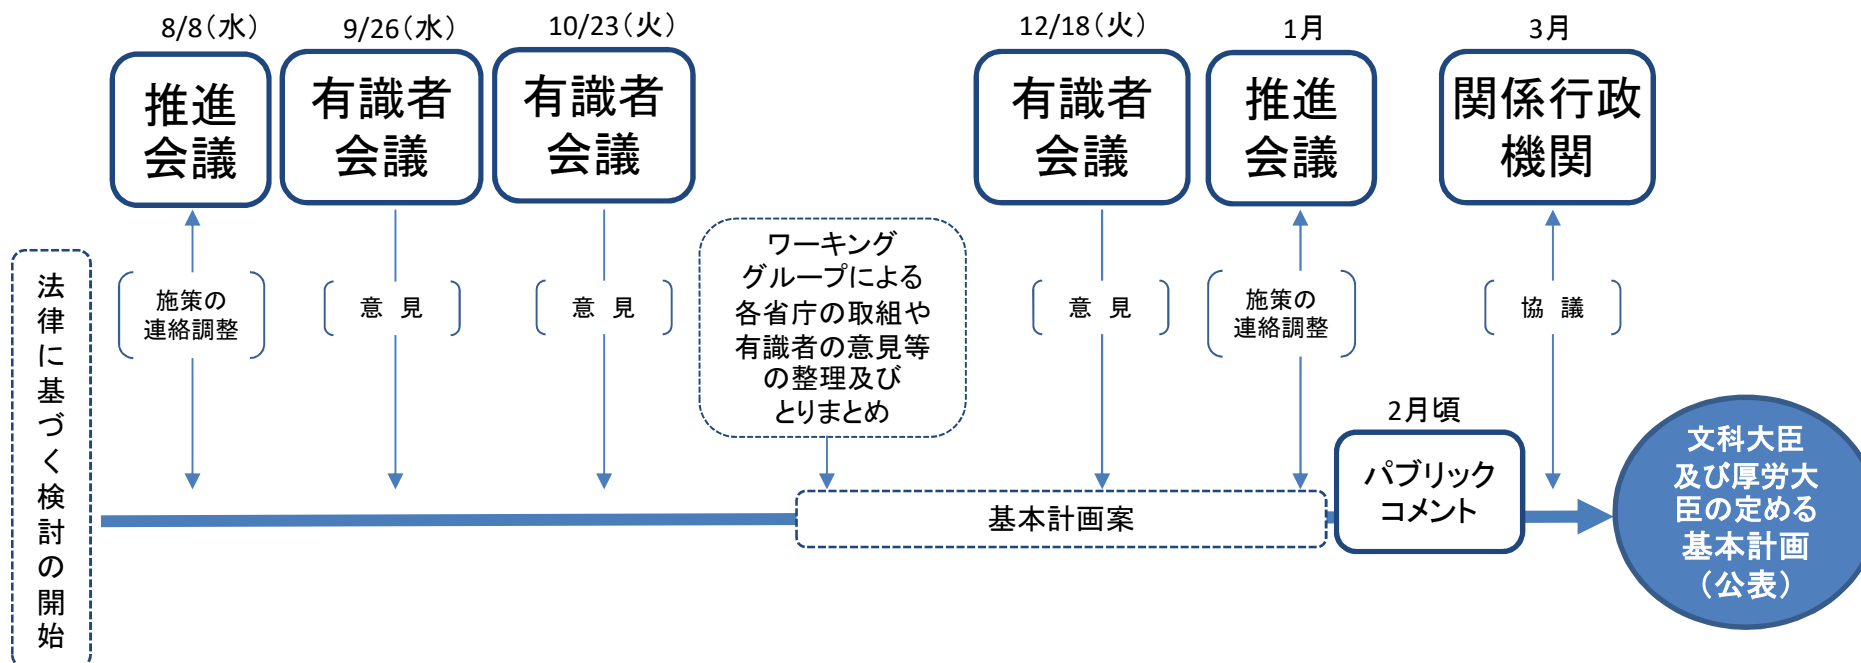 8/8(水)
推進
会議
施策の
連絡調整
9/26(水)
有識者
会議
意 見
10/23(火)
有識者
会議
意 見
ワーキング
グループによる
各省庁の取組や
有識者の意見等
の整理及び
とりまとめ
12/18(火)
有識者
会議
意 見
1月
推進
会議
施策の
連絡調整
3月
関係行政
機関
協 議
法律に基づく検討の開始
基本計画案
2月頃
パブリック
コメント
文科大臣
及び厚労大
臣の定める
基本計画
(公表)